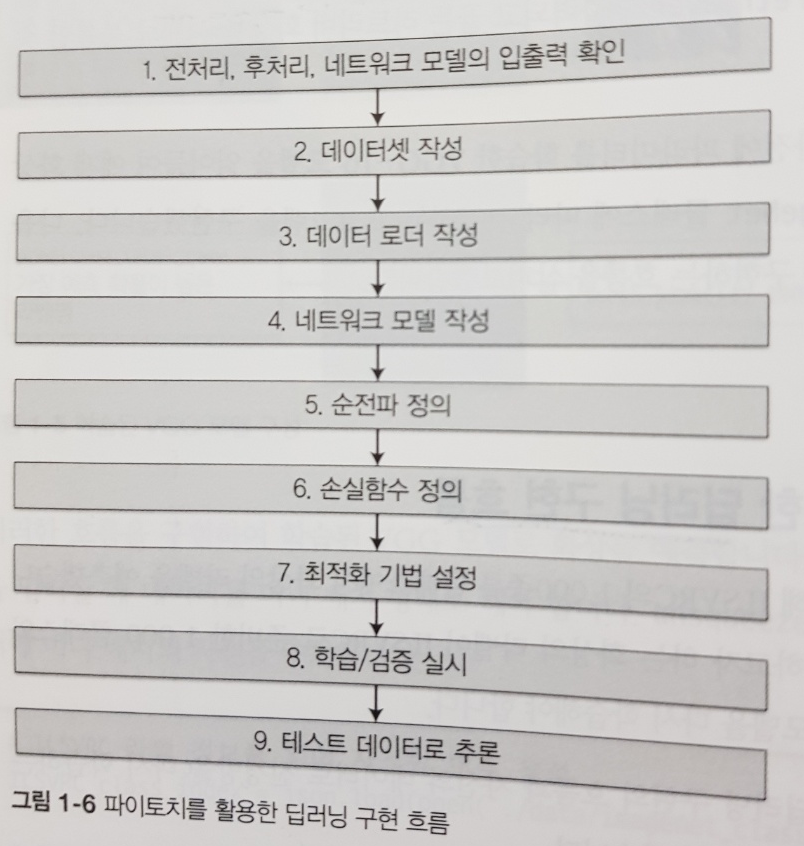 1. 전처리, 후처리, 네트워크 모델의 입출력 확인
2. 데이터셋 작성
3. 데이터 로더 작성
4. 네트워크 모델 작성
5. 순전파 정의
6. 손실함수 정의
7. 최적화 기법 설정
8. 학습/검증 실시
9. 테스트 데이터로 추론
그림 1-6 파이토치를 활용한 딥러닝 구현 흐름